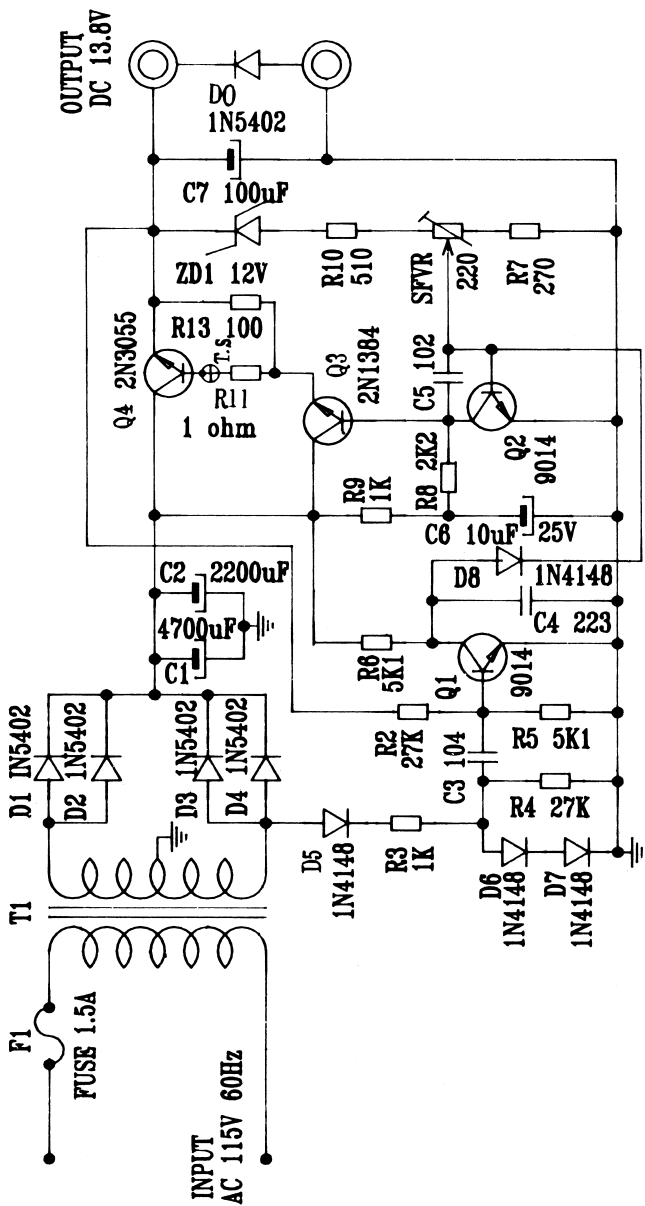 OUTPUT
DC 13.8V
D0
1N5402
C7 100uF
ZD1 12V
R10
510
SFVR
220
R7
270
R13 100
T.S.
Q4 2N3055
R11
1 ohm
Q3
2N1384
C5 102
Q2
9014
R9
1K
R8 2K2
C6 10uF
25V
C2 2200uF
4700uF
C1
D8 1N4148
C4 223
R6
5K1
Q1
9014
D1 IN5402
D2 1N5402
D3 1N5402
D4 1N5402
R2
27K
C3 104
R5 5K1
R4 27K
D5
1N4148
R3
1K
D6
1N4148
D7
1N4148
T1
F1
FUSE 1.5A
INPUT
AC 115V 60Hz